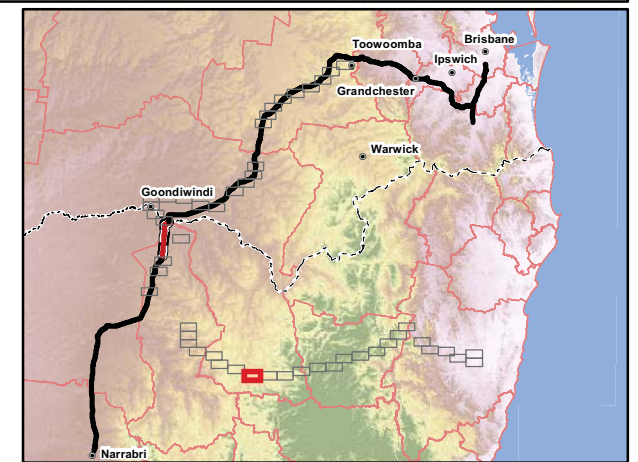 Brisbane
Toowoomba
Ipswich
Grandchester
Warwick
Goondiwindi
Narrabri